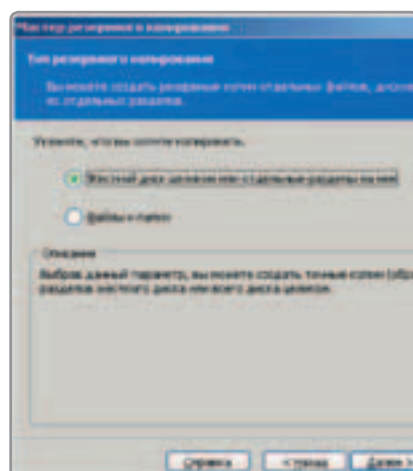 Мастер резервного копирования
Тип резервного копирования
Вы можете создать резервные копии отдельных файлов, дисков
их отдельных разделов.
Укажите, что вы хотите копировать.
Жесткий диск целиком или отдельные разделы на нем
Файлы и папки
Описание
Выбрав данный параметр, вы можете создать точные копии (обра
разделов жесткого диска или всего диска целиком.
Справка
< Назад
Далее >